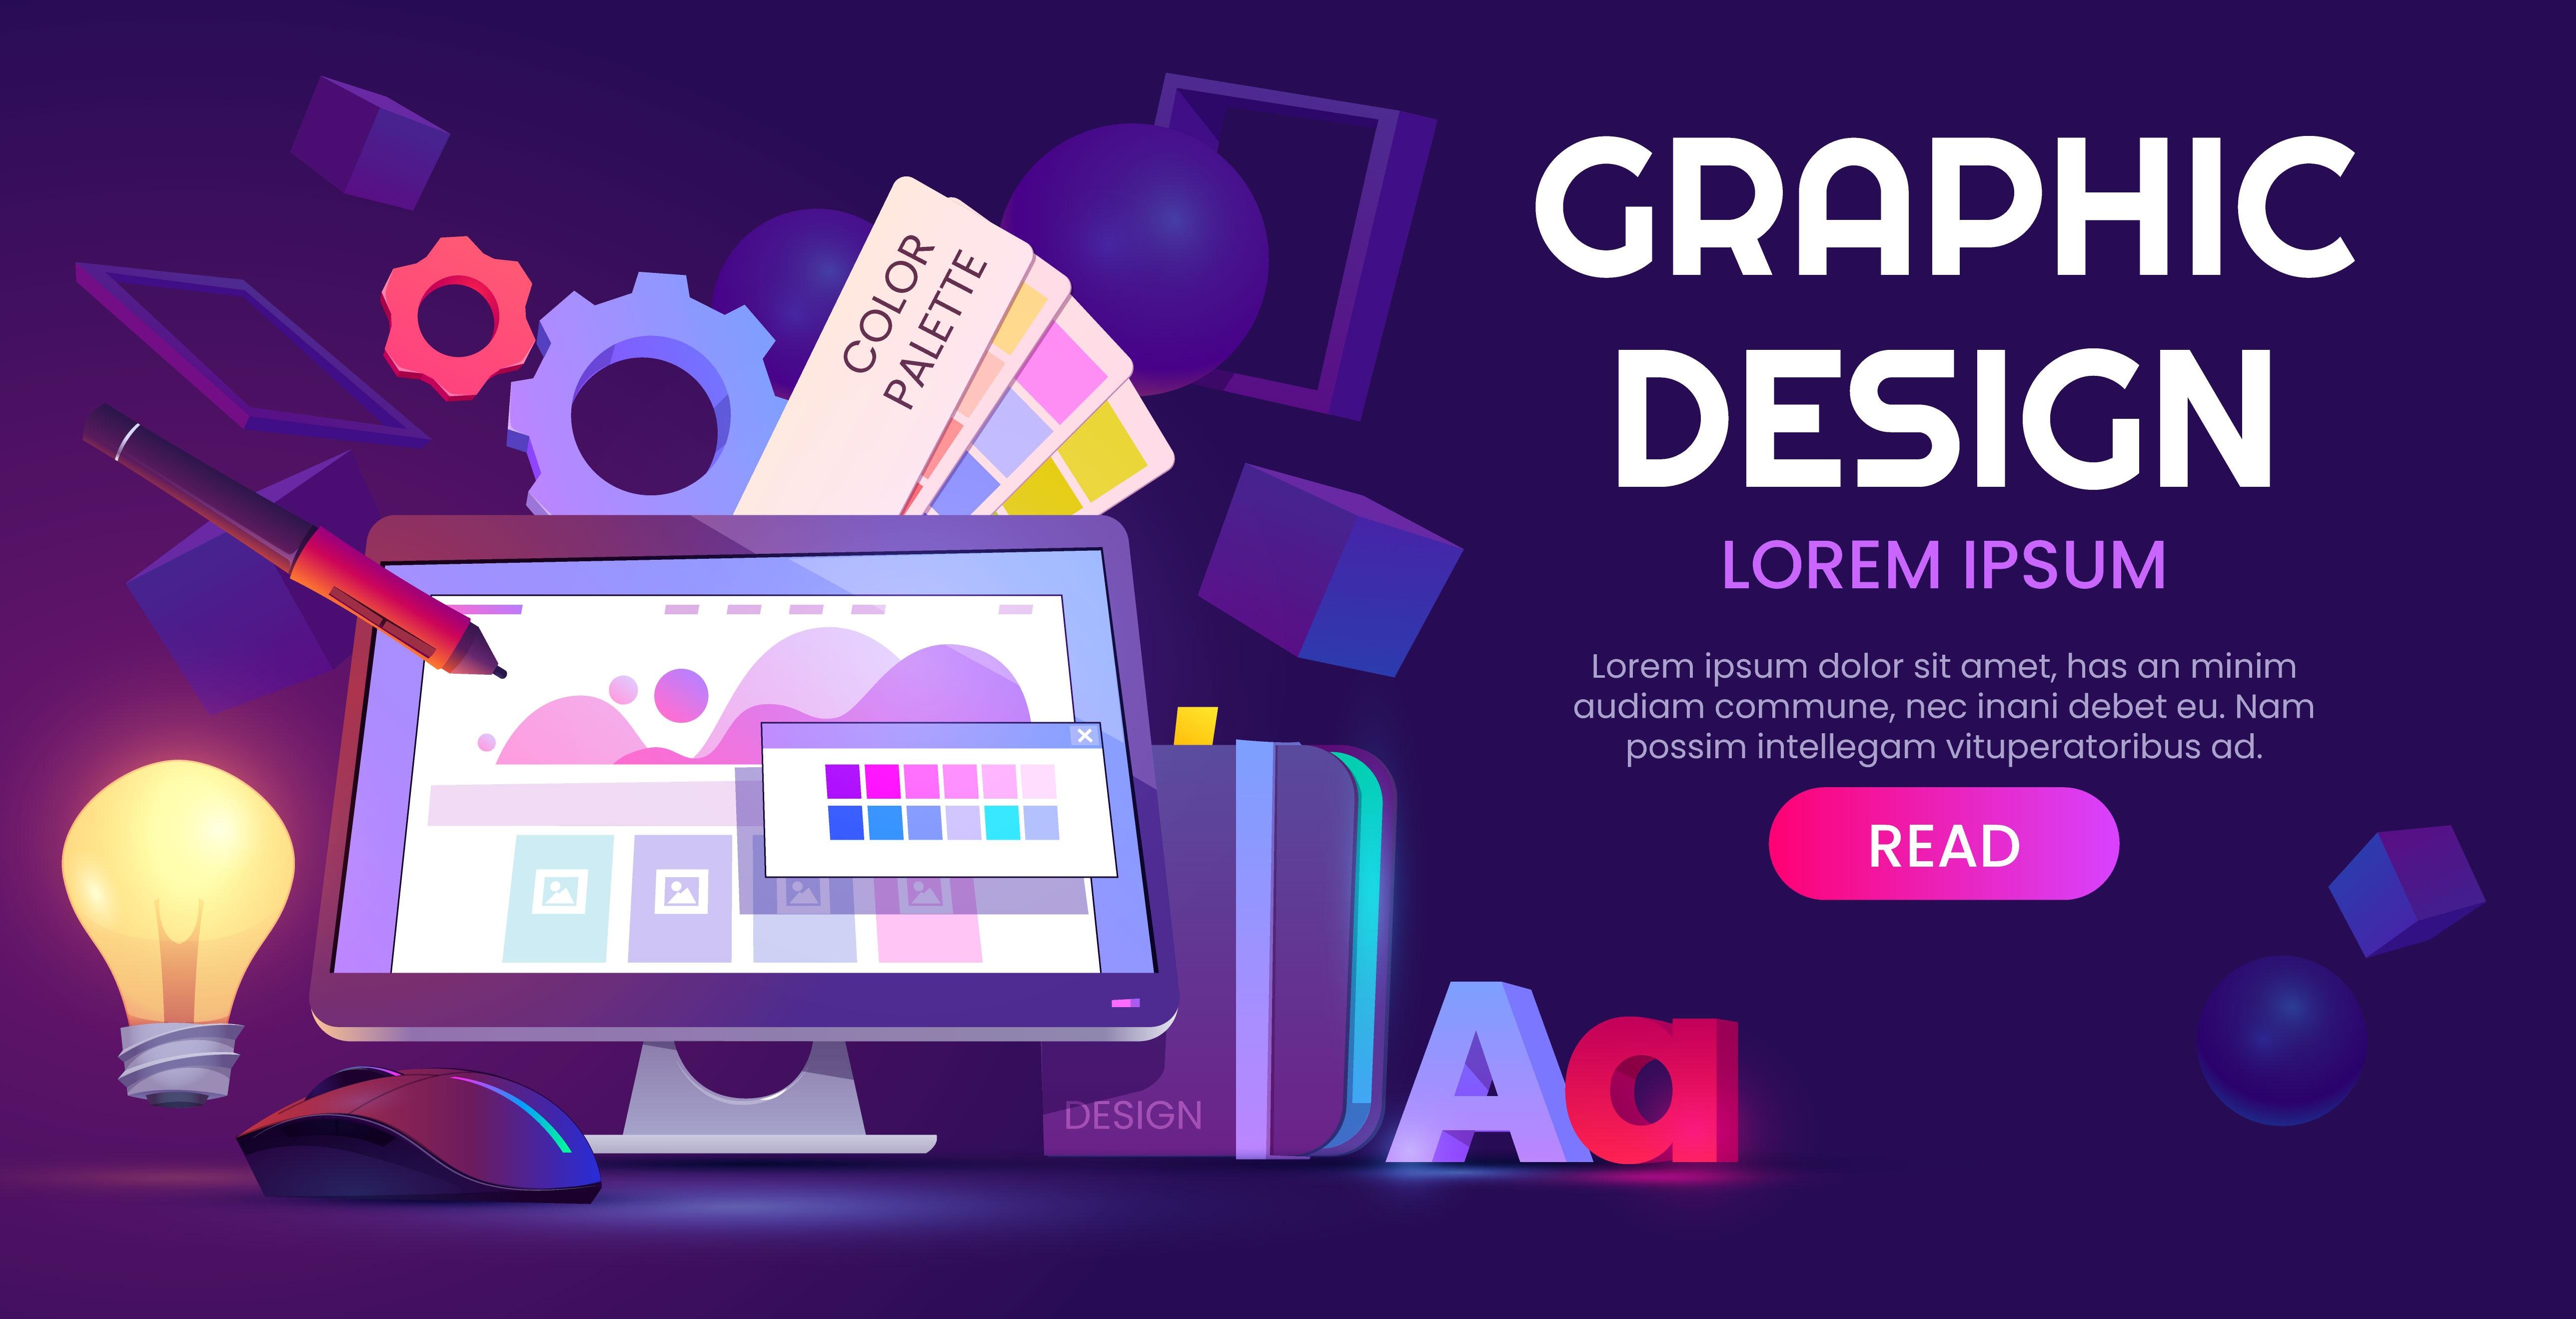 COLOR
PALETTE
DESIGN
Aa
GRAPHIC
DESIGN
LOREM IPSUM
Lorem ipsum dolor sit amet, has an minim
audiam commune, nec inani debet eu. Nam
possim intellegam vituperatoribus ad.
READ